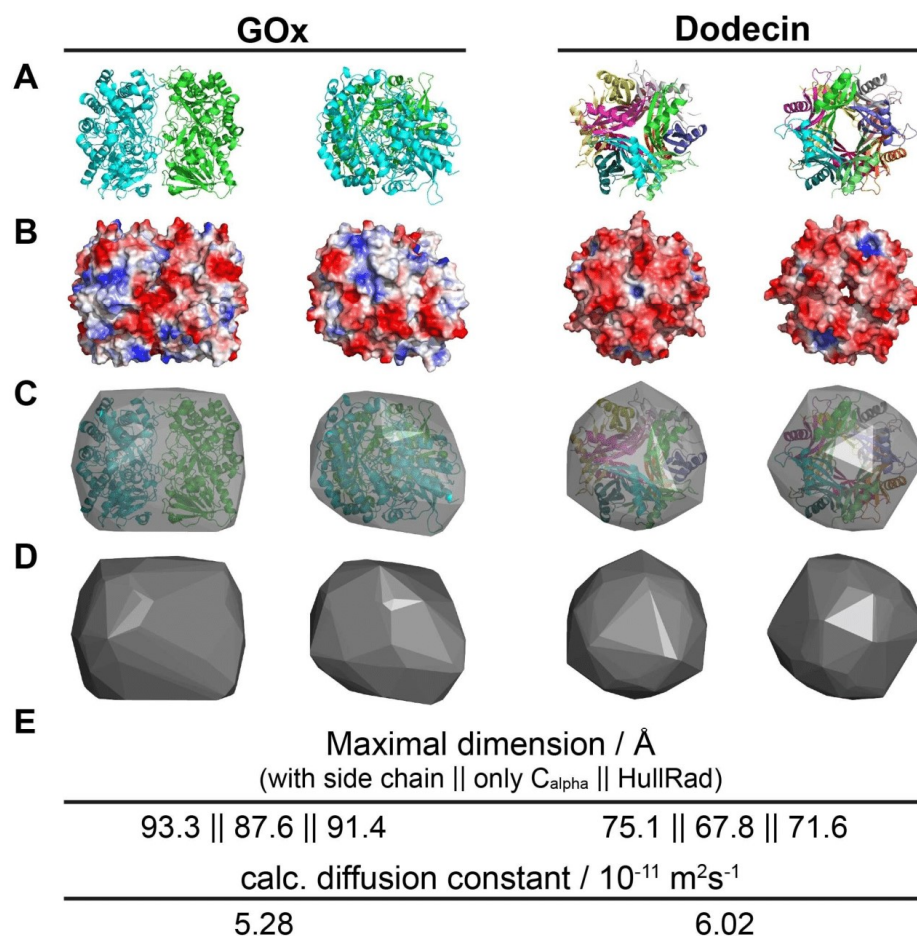 GOx Dodecin
A
B
C
D
E
Maximal dimension / Å
(with side chain || only Calpha || HullRad)
93.3 || 87.6 || 91.4 75.1 || 67.8 || 71.6
calc. diffusion constant / 10⁻¹¹ m²s⁻¹
5.28 6.02